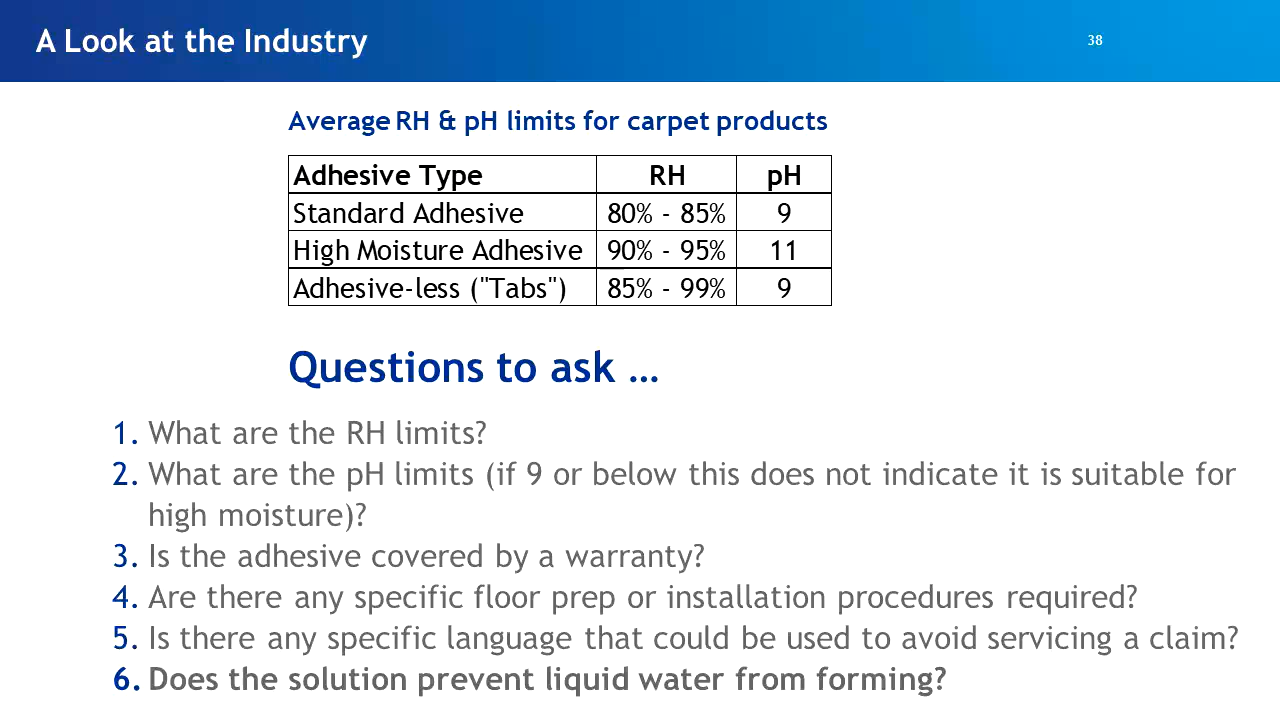 A Look at the Industry
38
Average RH & pH limits for carpet products
Adhesive Type RH pH
Standard Adhesive 80% - 85% 9
High Moisture Adhesive 90% - 95% 11
Adhesive-less ("Tabs") 85% - 99% 9
Questions to ask …
1. What are the RH limits?
2. What are the pH limits (if 9 or below this does not indicate it is suitable for
high moisture)?
3. Is the adhesive covered by a warranty?
4. Are there any specific floor prep or installation procedures required?
5. Is there any specific language that could be used to avoid servicing a claim?
6. Does the solution prevent liquid water from forming?